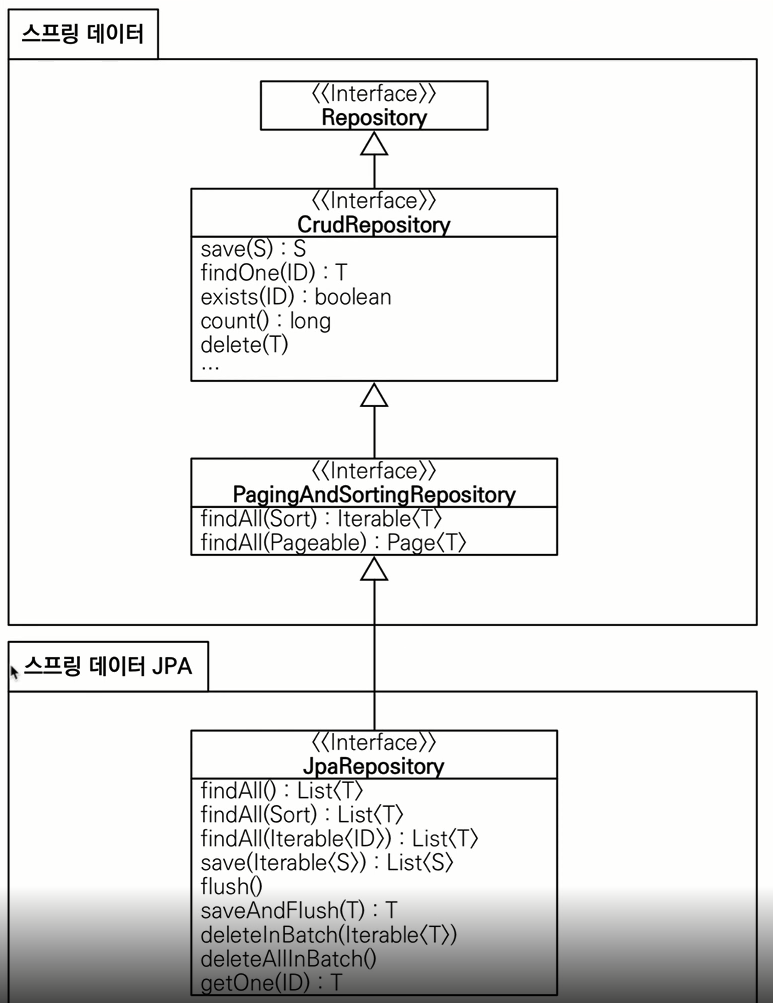 스프링 데이터
〈〈Interface〉〉
Repository
〈〈Interface〉〉
CrudRepository
save(S) : S
findOne(ID) : T
exists(ID) : boolean
count() : long
delete(T)
...
〈〈Interface〉〉
PagingAndSortingRepository
findAll(Sort) : Iterable〈T〉
findAll(Pageable) : Page〈T〉
스프링 데이터 JPA
〈〈Interface〉〉
JpaRepository
findAll() : List〈T〉
findAll(Sort) : List〈T〉
findAll(Iterable〈ID〉) : List〈T〉
save(Iterable〈S〉) : List〈S〉
flush()
saveAndFlush(T) : T
deleteInBatch(Iterable〈T〉)
deleteAllInBatch()
getOne(ID) : T